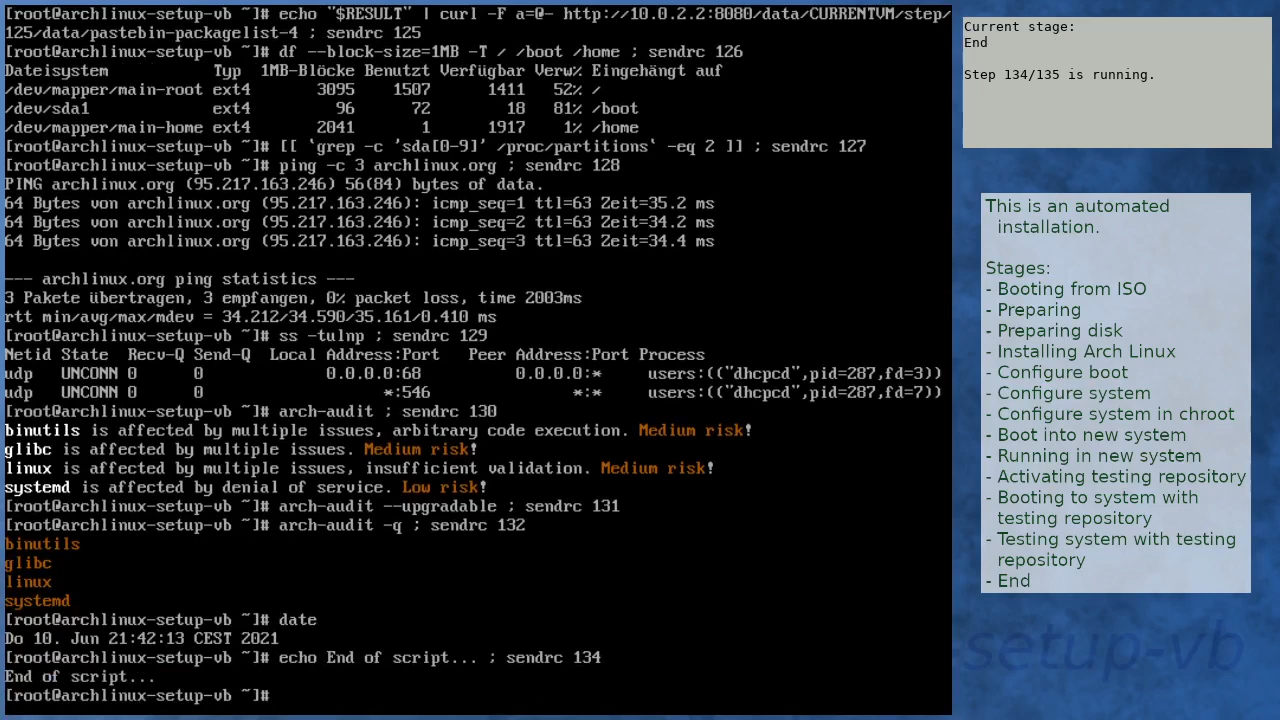 [root@archlinux-setup-vb ~]# echo "$RESULT" | curl -F a=@- http://10.0.2.2:8080/data/CURRENTVM/step/
125/data/pastebin-packagelist-4 ; sendrc 125
[root@archlinux-setup-vb ~]# df --block-size=1MB -T / /boot /home ; sendrc 126
Dateisystem           Typ  1MB-Blöcke Benutzt Verfügbar Verw% Eingehängt auf
/dev/mapper/main-root ext4       3095    1507      1411   52% /
/dev/sda1             ext4         96      72        18   81% /boot
/dev/mapper/main-home ext4       2041       1      1917    1% /home
[root@archlinux-setup-vb ~]# [[ `grep -c 'sda[0-9]' /proc/partitions` -eq 2 ]] ; sendrc 127
[root@archlinux-setup-vb ~]# ping -c 3 archlinux.org ; sendrc 128
PING archlinux.org (95.217.163.246) 56(84) bytes of data.
64 Bytes von archlinux.org (95.217.163.246): icmp_seq=1 ttl=63 Zeit=35.2 ms
64 Bytes von archlinux.org (95.217.163.246): icmp_seq=2 ttl=63 Zeit=34.2 ms
64 Bytes von archlinux.org (95.217.163.246): icmp_seq=3 ttl=63 Zeit=34.4 ms
--- archlinux.org ping statistics ---
3 Pakete übertragen, 3 empfangen, 0% packet loss, time 2003ms
rtt min/avg/max/mdev = 34.212/34.590/35.161/0.410 ms
[root@archlinux-setup-vb ~]# ss -tulnp ; sendrc 129
Netid State  Recv-Q Send-Q  Local Address:Port   Peer Address:Port Process
udp   UNCONN 0      0             0.0.0.0:68          0.0.0.0:*     users:(("dhcpcd",pid=287,fd=3))
udp   UNCONN 0      0                   *:546               *:*     users:(("dhcpcd",pid=287,fd=7))
[root@archlinux-setup-vb ~]# arch-audit ; sendrc 130
binutils is affected by multiple issues, arbitrary code execution. Medium risk!
glibc is affected by multiple issues. Medium risk!
linux is affected by multiple issues, insufficient validation. Medium risk!
systemd is affected by denial of service. Low risk!
[root@archlinux-setup-vb ~]# arch-audit --upgradable ; sendrc 131
[root@archlinux-setup-vb ~]# arch-audit -q ; sendrc 132
binutils
glibc
linux
systemd
[root@archlinux-setup-vb ~]# date
Do 10. Jun 21:42:13 CEST 2021
[root@archlinux-setup-vb ~]# echo End of script... ; sendrc 134
End of script...
[root@archlinux-setup-vb ~]#
Current stage:
End
Step 134/135 is running.
This is an automated
installation.
Stages:
- Booting from ISO
- Preparing
- Preparing disk
- Installing Arch Linux
- Configure boot
- Configure system
- Configure system in chroot
- Boot into new system
- Running in new system
- Activating testing repository
- Booting to system with
testing repository
- Testing system with testing
repository
- End
setup-vb